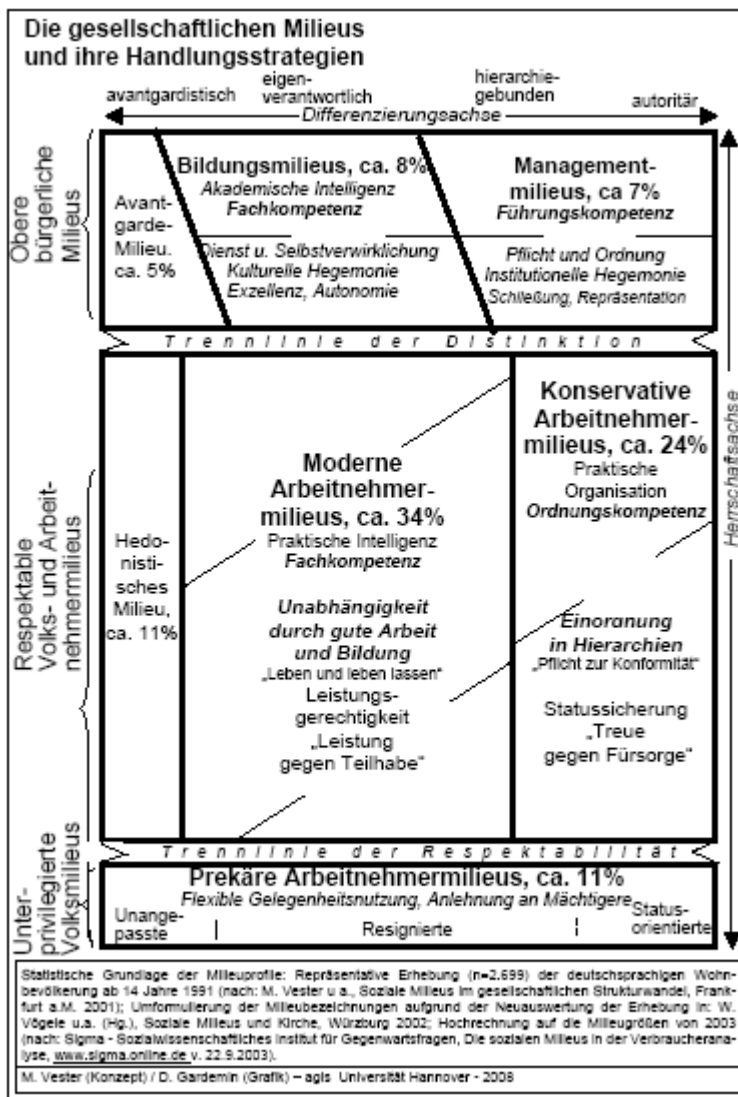 Die gesellschaftlichen Milieus
und ihre Handlungsstrategien
avantgardistisch
eigen-
verantwortlich
hierarchie-
gebunden
autoritär
Differenzierungsachse
Obere
bürgerliche
Milieus
Avant-
garde-
Milieu.
ca. 5%
Bildungsmilieus, ca. 8%
Akademische Intelligenz
Fachkompetenz
Dienst u. Selbstverwirklichung
Kulturelle Hegemonie
Exzellenz, Autonomie
Management-
milieus, ca 7%
Führungskompetenz
Pflicht und Ordnung
Institutionelle Hegemonie
Schließung, Repräsentation
Trennlinie der Distinktion
Herrschaftsachse
Respektable
Volks- und Arbeit-
nehmermilieus
Hedo-
nisti-
sches
Milieu,
ca. 11%
Moderne
Arbeitnehmer-
milieus, ca. 34%
Praktische Intelligenz
Fachkompetenz
Unabhängigkeit
durch gute Arbeit
und Bildung
„Leben und leben lassen“
Leistungs-
gerechtigkeit
„Leistung
gegen Teilhabe“
Konservative
Arbeitnehmer-
milieus, ca. 24%
Praktische
Organisation
Ordnungskompetenz
Einoranung
in Hierarchien
„Pflicht zur Konformität“
Statussicherung
„Treue
gegen Fürsorge“
Trennlinie der Respektabilität
Unter-
privilegierte
Volksmilieus
Prekäre Arbeitnehmermilieus, ca. 11%
Flexible Gelegenheitsnutzung, Anlehnung an Mächtigere
Unange-
passte
Resignierte
Status-
orientierte
Statistische Grundlage der Milieuprofile: Repräsentative Erhebung (n=2.699) der deutschsprachigen Wohn-
bevölkerung ab 14 Jahre 1991 (nach: M. Vester u a., Soziale Milieus im gesellschaftlichen Strukturwandel, Frank-
furt a.M. 2001); Umformulierung der Milieubezeichnungen aufgrund der Neuauswertung der Erhebung in: W.
Vögele u.a. (Hg.), Soziale Milieus und Kirche, Würzburg 2002; Hochrechnung auf die Milieugrößen von 2003
(nach: Sigma - Sozialwissenschaftliches Institut für Gegenwartsfragen, Die sozialen Milieus in der Verbraucherana-
lyse, www.sigma.online.de v. 22.9.2003).
M. Vester (Konzept) / D. Gardemin (Grafik) – agis Universität Hannover - 2008